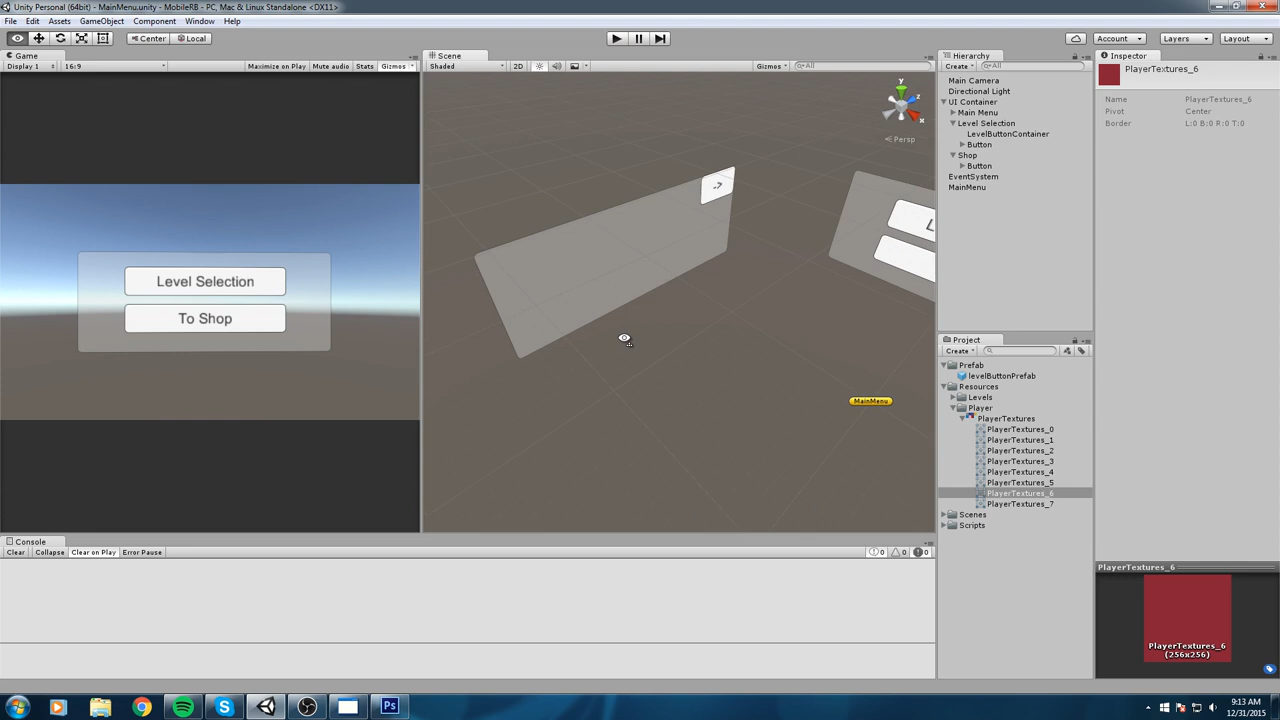 Unity Personal (64bit) - MainMenu.unity - MobileRB - PC, Mac & Linux Standalone <DX11>
File Edit Assets GameObject Component Window Help
Center Local Account Layers Layout
Game
Display 1 16:9 Maximize on Play Mute audio Stats Gizmos
Level Selection
To Shop
Scene
Shaded 2D Gizmos All
y
z
x
Persp
L
MainMenu
Hierarchy
Create All
Main Camera
Directional Light
UI Container
Main Menu
Level Selection
LevelButtonContainer
Button
Shop
Button
EventSystem
MainMenu
Project
Create
Prefab
levelButtonPrefab
Resources
Levels
Player
PlayerTextures
PlayerTextures_0
PlayerTextures_1
PlayerTextures_2
PlayerTextures_3
PlayerTextures_4
PlayerTextures_5
PlayerTextures_6
PlayerTextures_7
Scenes
Scripts
Inspector
PlayerTextures_6
Name PlayerTextures_6
Pivot Center
Border L:0 B:0 R:0 T:0
PlayerTextures_6
PlayerTextures_6
(256x256)
Console
Clear Collapse Clear on Play Error Pause 0 0 0
Ps
9:13 AM
12/31/2015